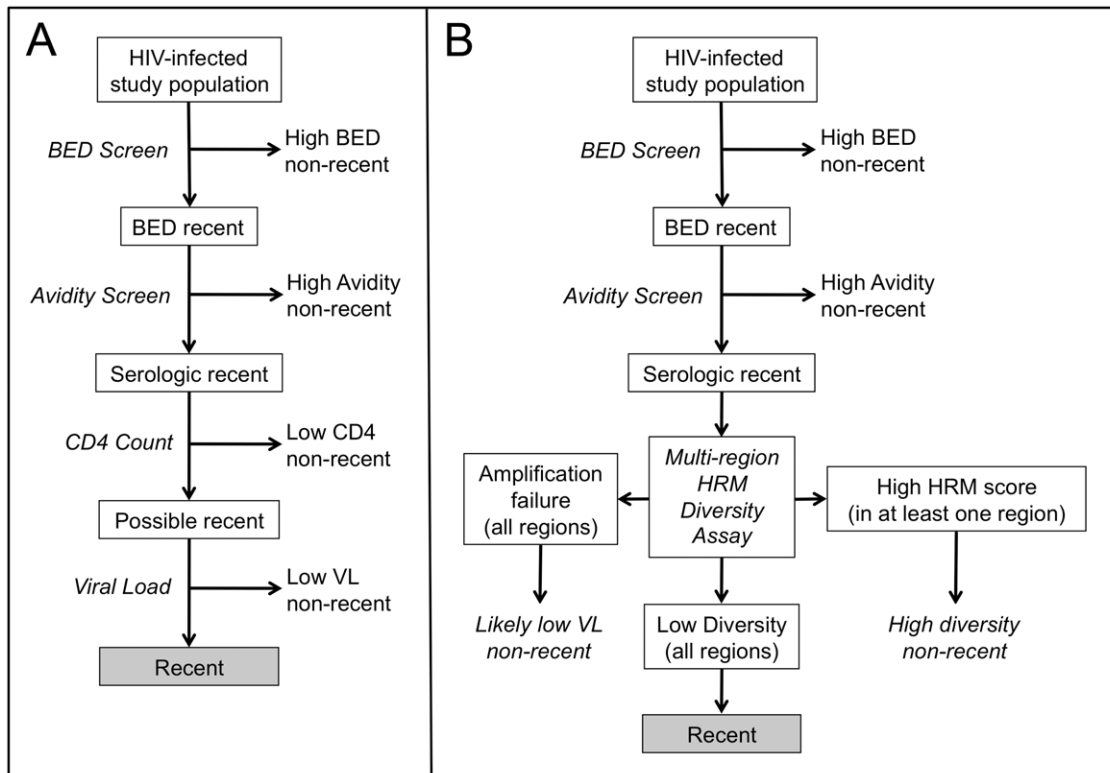 A
HIV-infected
study population
BED Screen
High BED
non-recent
BED recent
Avidity Screen
High Avidity
non-recent
Serologic recent
CD4 Count
Low CD4
non-recent
Possible recent
Viral Load
Low VL
non-recent
Recent
B
HIV-infected
study population
BED Screen
High BED
non-recent
BED recent
Avidity Screen
High Avidity
non-recent
Serologic recent
Amplification
failure
(all regions)
Multi-region
HRM
Diversity
Assay
High HRM score
(in at least one region)
Likely low VL
non-recent
Low Diversity
(all regions)
High diversity
non-recent
Recent